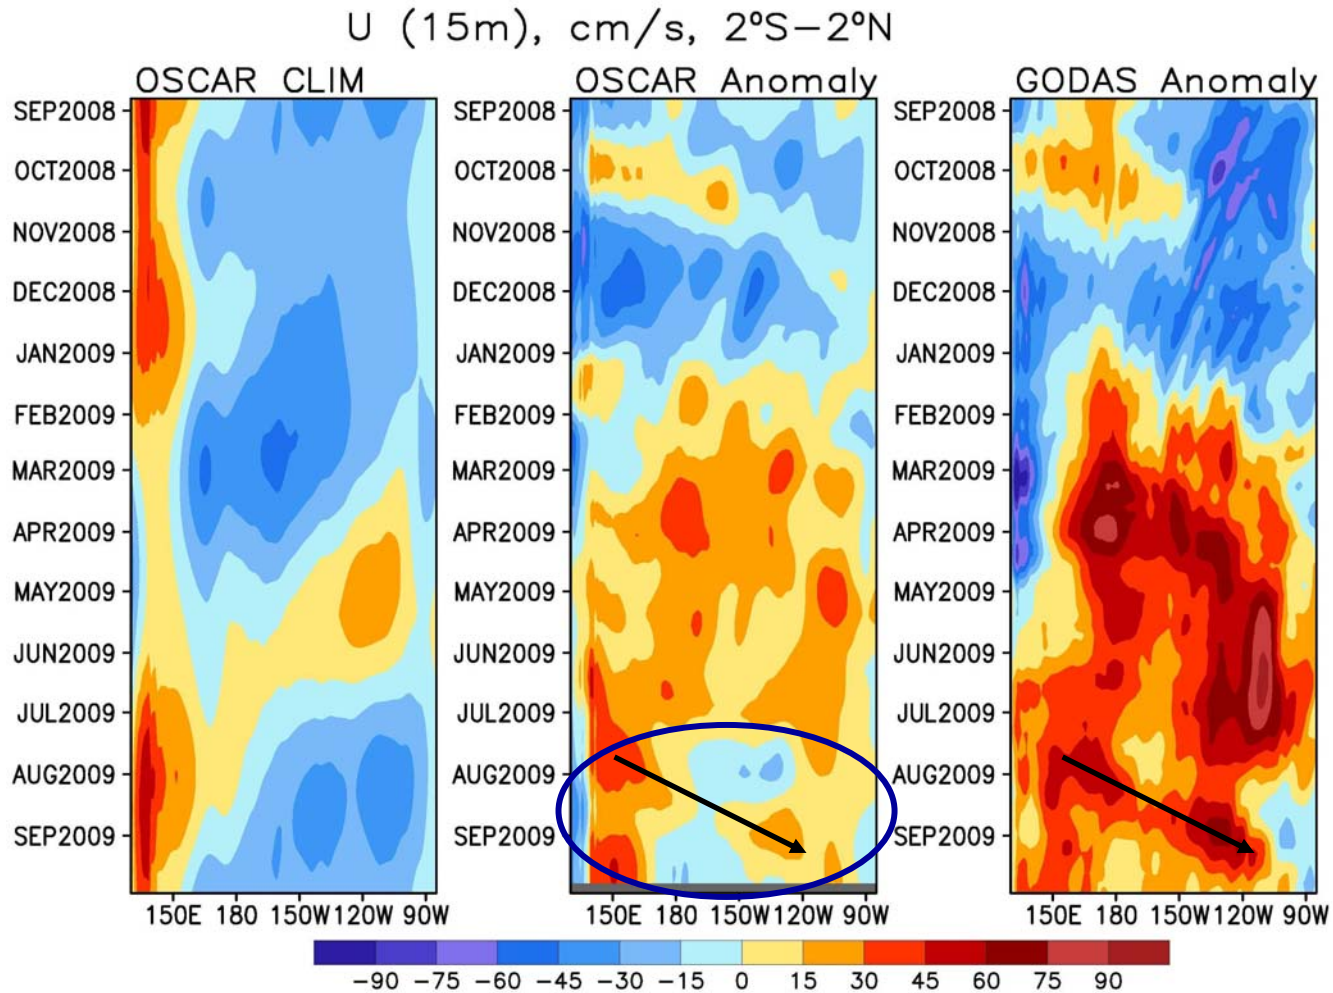 U (15m), cm/s, 2°S−2°N
OSCAR CLIM
SEP2008
OCT2008
NOV2008
DEC2008
JAN2009
FEB2009
MAR2009
APR2009
MAY2009
JUN2009
JUL2009
AUG2009
SEP2009
150E 180 150W 120W 90W
OSCAR Anomaly
SEP2008
OCT2008
NOV2008
DEC2008
JAN2009
FEB2009
MAR2009
APR2009
MAY2009
JUN2009
JUL2009
AUG2009
SEP2009
150E 180 150W 120W 90W
GODAS Anomaly
SEP2008
OCT2008
NOV2008
DEC2008
JAN2009
FEB2009
MAR2009
APR2009
MAY2009
JUN2009
JUL2009
AUG2009
SEP2009
150E 180 150W 120W 90W
−90 −75 −60 −45 −30 −15 0 15 30 45 60 75 90